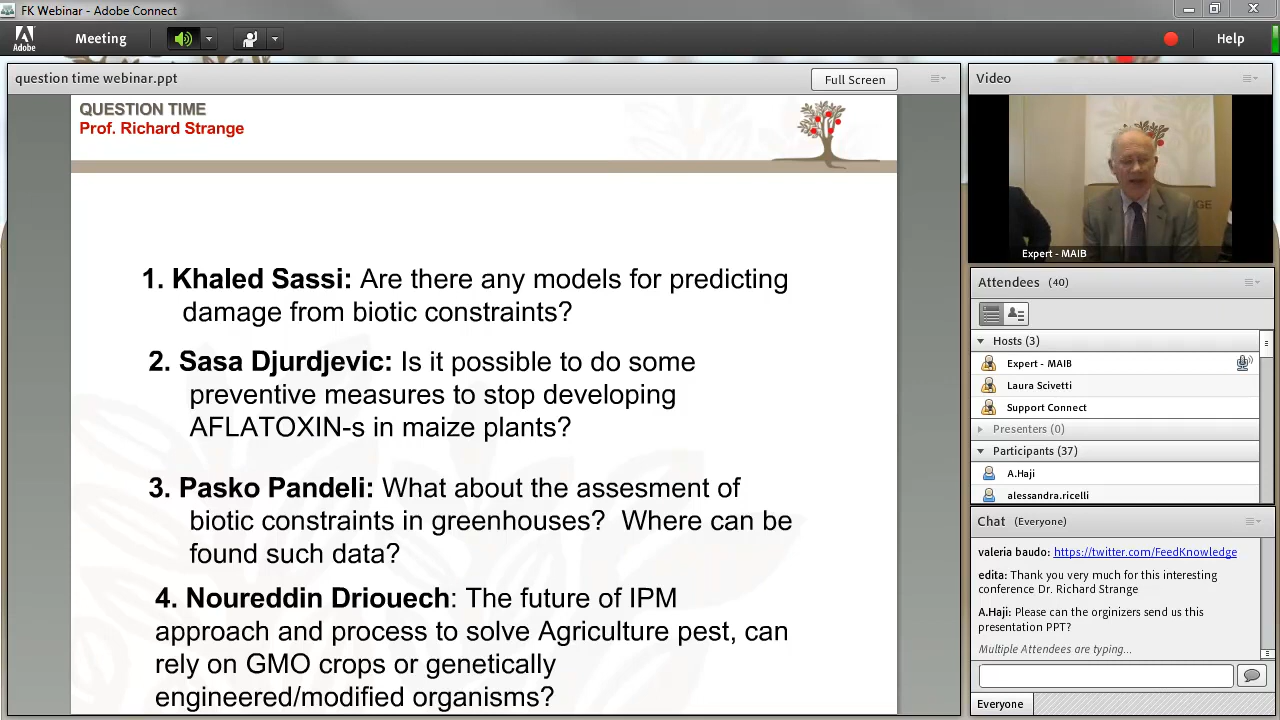 FK Webinar - Adobe Connect
Adobe
Meeting
Help
question time webinar.ppt
Full Screen
QUESTION TIME
Prof. Richard Strange
1. Khaled Sassi: Are there any models for predicting
damage from biotic constraints?
2. Sasa Djurdjevic: Is it possible to do some
preventive measures to stop developing
AFLATOXIN-s in maize plants?
3. Pasko Pandeli: What about the assesment of
biotic constraints in greenhouses? Where can be
found such data?
4. Noureddin Driouech: The future of IPM
approach and process to solve Agriculture pest, can
rely on GMO crops or genetically
engineered/modified organisms?
Video
Expert - MAIB
Attendees (40)
Hosts (3)
Expert - MAIB
Laura Scivetti
Support Connect
Presenters (0)
Participants (37)
A.Haji
alessandra.ricelli
Chat (Everyone)
valeria baudo: https://twitter.com/FeedKnowledge
edita: Thank you very much for this interesting
conference Dr. Richard Strange
A.Haji: Please can the orginizers send us this
presentation PPT?
Multiple Attendees are typing...
Everyone